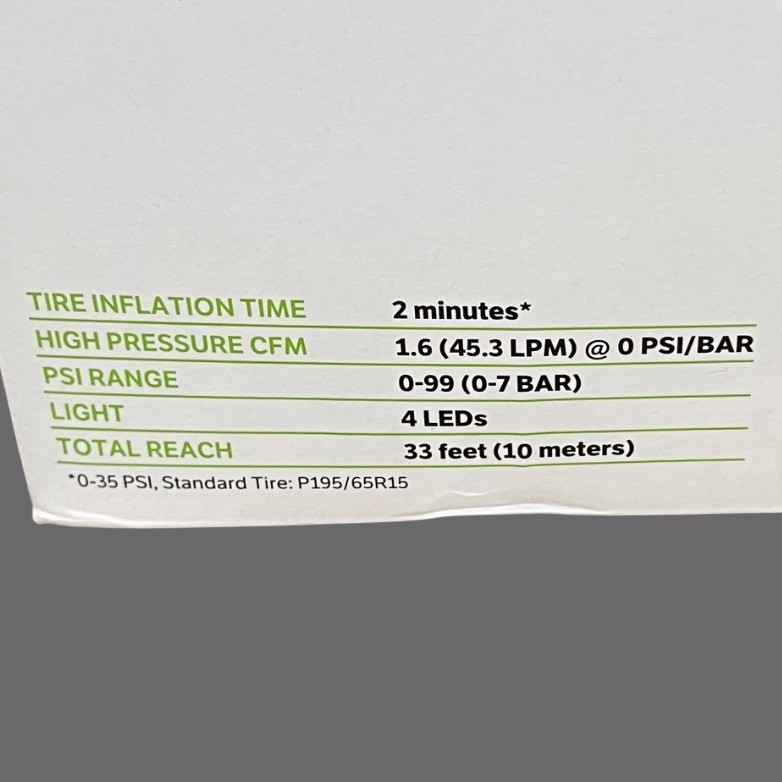 TIRE INFLATION TIME 2 minutes*
HIGH PRESSURE CFM 1.6 (45.3 LPM) @ 0 PSI/BAR
PSI RANGE 0-99 (0-7 BAR)
LIGHT 4 LEDs
TOTAL REACH 33 feet (10 meters)
*0-35 PSI, Standard Tire: P195/65R15